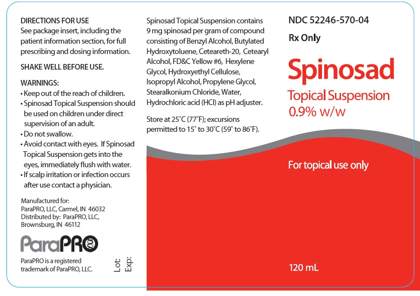 DIRECTIONS FOR USE
See package insert, including the
patient information section, for full
prescribing and dosing information.
SHAKE WELL BEFORE USE.
WARNINGS:
• Keep out of the reach of children.
• Spinosad Topical Suspension should
be used on children under direct
supervision of an adult.
• Do not swallow.
• Avoid contact with eyes. If Spinosad
Topical Suspension gets into the
eyes, immediately flush with water.
• If scalp irritation or infection occurs
after use contact a physician.
Manufactured for:
ParaPRO, LLC, Carmel, IN 46032
Distributed by: ParaPRO, LLC,
Brownsburg, IN 46112
ParaPRO
ParaPRO is a registered
trademark of ParaPRO, LLC.
Lot:
Exp:
Spinosad Topical Suspension contains
9 mg spinosad per gram of compound
consisting of Benzyl Alcohol, Butylated
Hydroxytoluene, Ceteareth-20, Cetearyl
Alcohol, FD&C Yellow #6, Hexylene
Glycol, Hydroxyethyl Cellulose,
Isopropyl Alcohol, Propylene Glycol,
Stearalkonium Chloride, Water,
Hydrochloric acid (HCl) as pH adjuster.
Store at 25˚C (77˚F); excursions
permitted to 15˚ to 30˚C (59˚ to 86˚F).
NDC 52246-570-04
Rx Only
Spinosad
Topical Suspension
0.9% w/w
For topical use only
120 mL